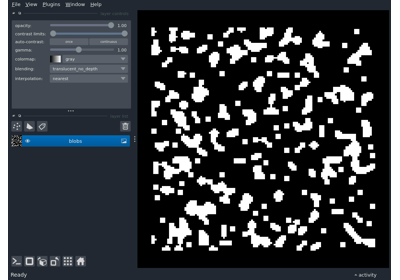 File View Plugins Window Help
opacity: 1.00
contrast limits:
auto-contrast: once continuous
gamma: 1.00
colormap: gray
blending: translucent_no_depth
interpolation: nearest
blobs
Ready
activity